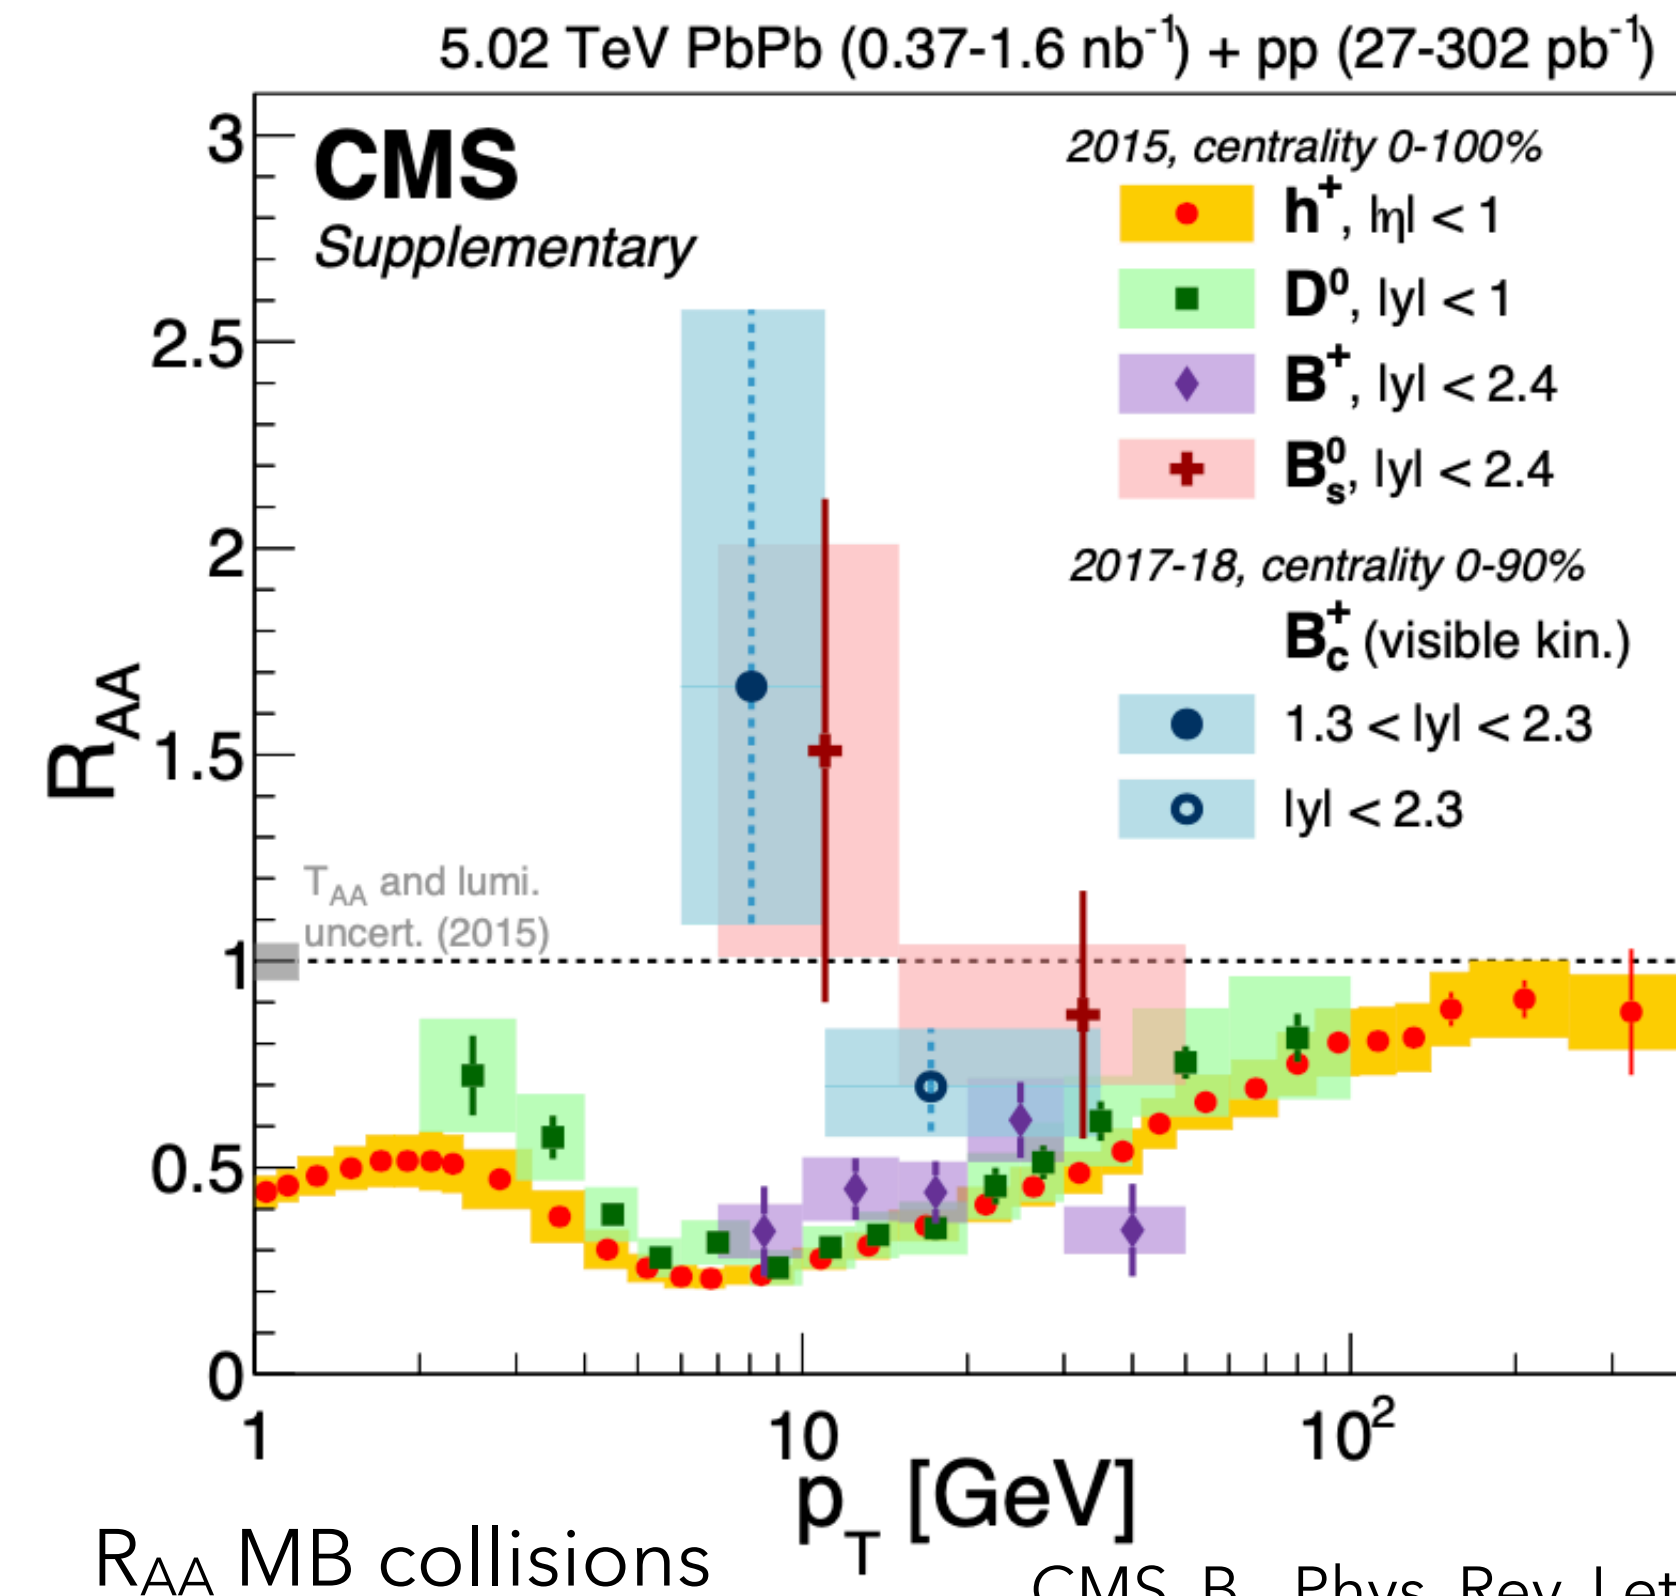 5.02 TeV PbPb (0.37-1.6 nb⁻¹) + pp (27-302 pb⁻¹)
CMS
Supplementary
2015, centrality 0-100%
h⁺, |η| < 1
D⁰, |y| < 1
B⁺, |y| < 2.4
B⁰ₛ, |y| < 2.4
2017-18, centrality 0-90%
B⁺c (visible kin.)
1.3 < |y| < 2.3
|y| < 2.3
T_AA and lumi.
uncert. (2015)
R_AA
3
2.5
2
1.5
1
0.5
0
1 10 10²
p_T [GeV]
R_AA MB collisions
CMS, B Phys. Rev.